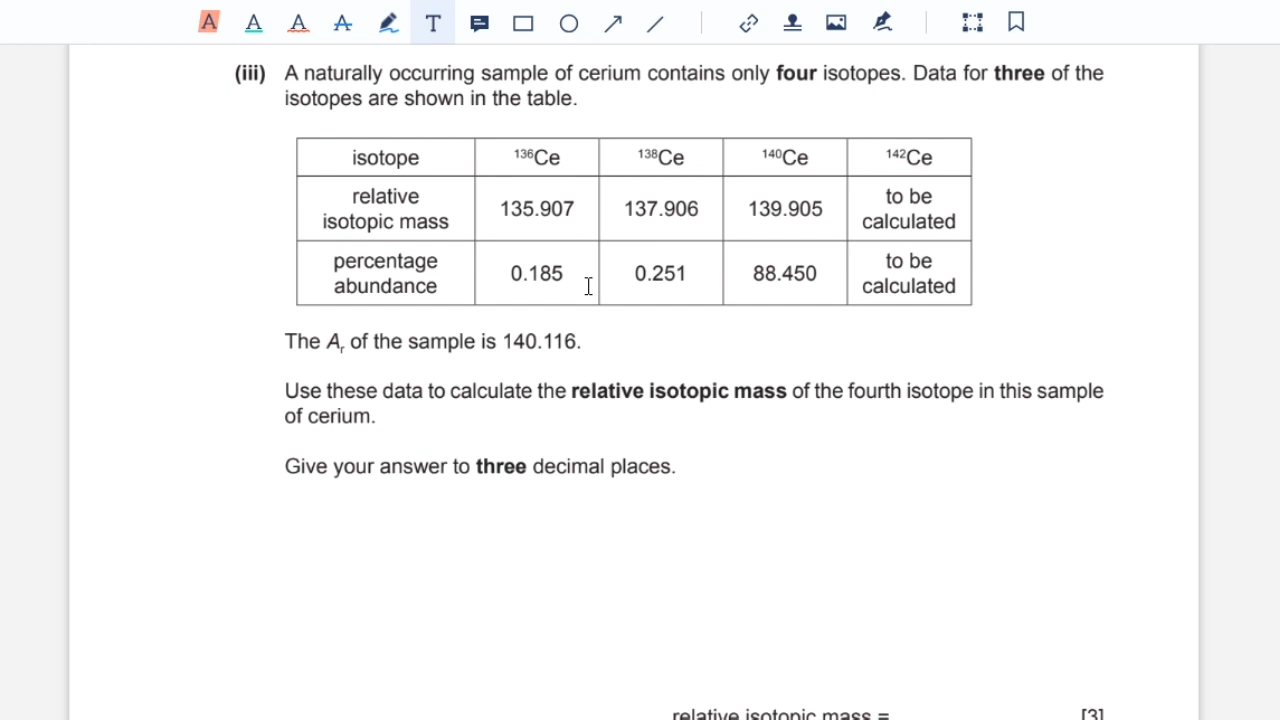 (iii) A naturally occurring sample of cerium contains only four isotopes. Data for three of the
isotopes are shown in the table.
isotope ¹³⁶Ce ¹³⁸Ce ¹⁴⁰Ce ¹⁴²Ce
relative isotopic mass 135.907 137.906 139.905 to be calculated
percentage abundance 0.185 0.251 88.450 to be calculated
The Aᵣ of the sample is 140.116.
Use these data to calculate the relative isotopic mass of the fourth isotope in this sample
of cerium.
Give your answer to three decimal places.
relative isotopic mass = [3]